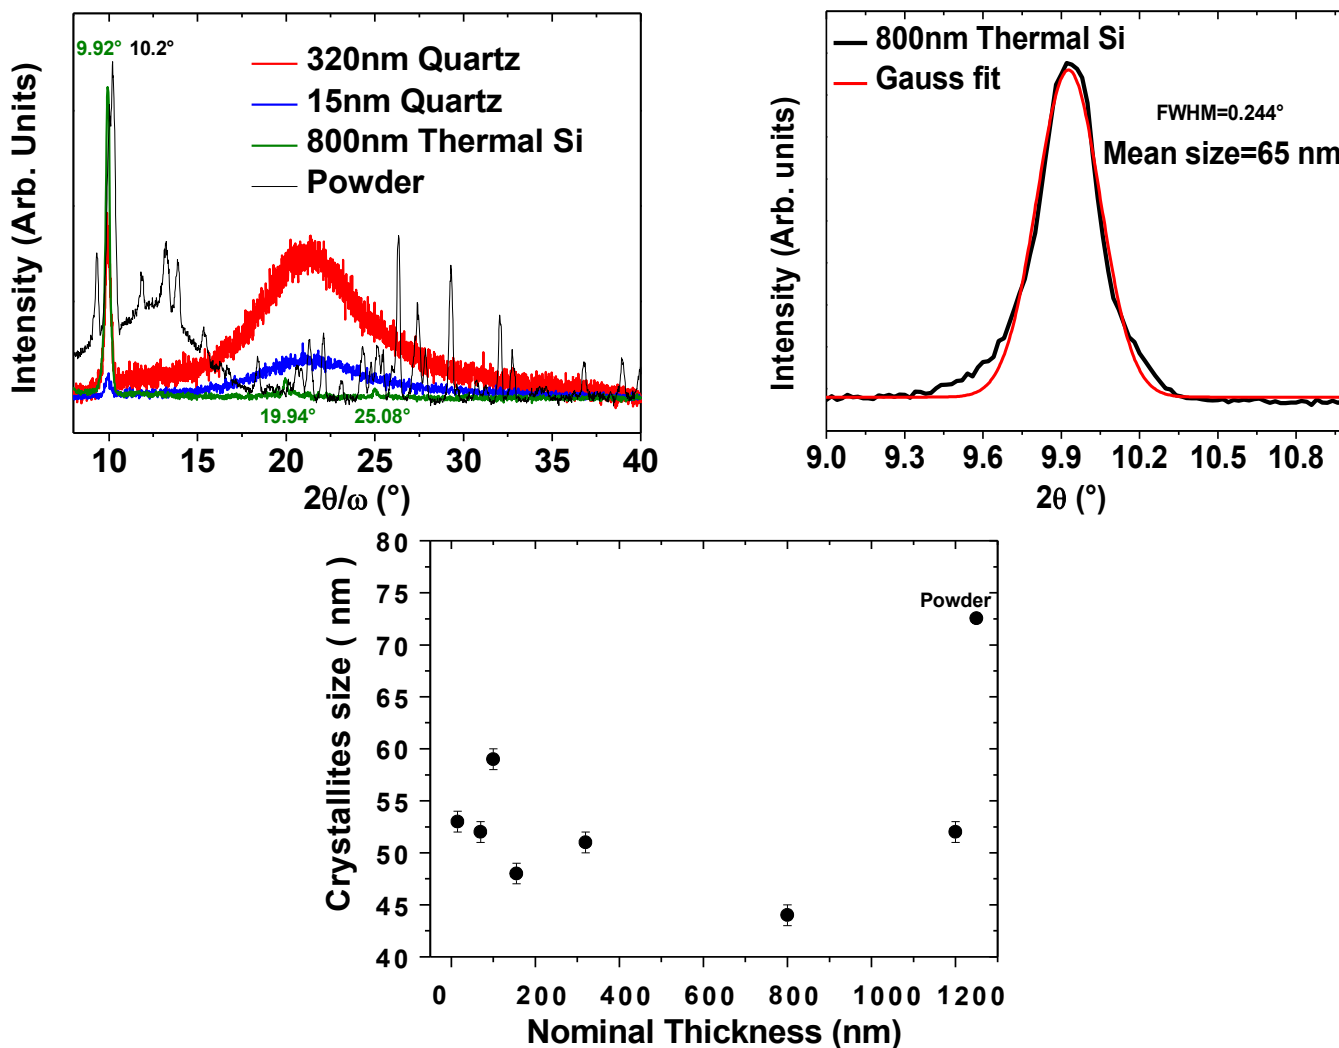 9.92° 10.2°
320nm Quartz
15nm Quartz
800nm Thermal Si
Powder
19.94° 25.08°
10 15 20 25 30 35 40
2θ/ω (°)
Intensity (Arb. Units)
800nm Thermal Si
Gauss fit
FWHM=0.244°
Mean size=65 nm
9.0 9.3 9.6 9.9 10.2 10.5 10.8
2θ (°)
Intensity (Arb. units)
80
75
70
65
60
55
50
45
40
Powder
0 200 400 600 800 1000 1200
Nominal Thickness (nm)
Crystallites size ( nm )